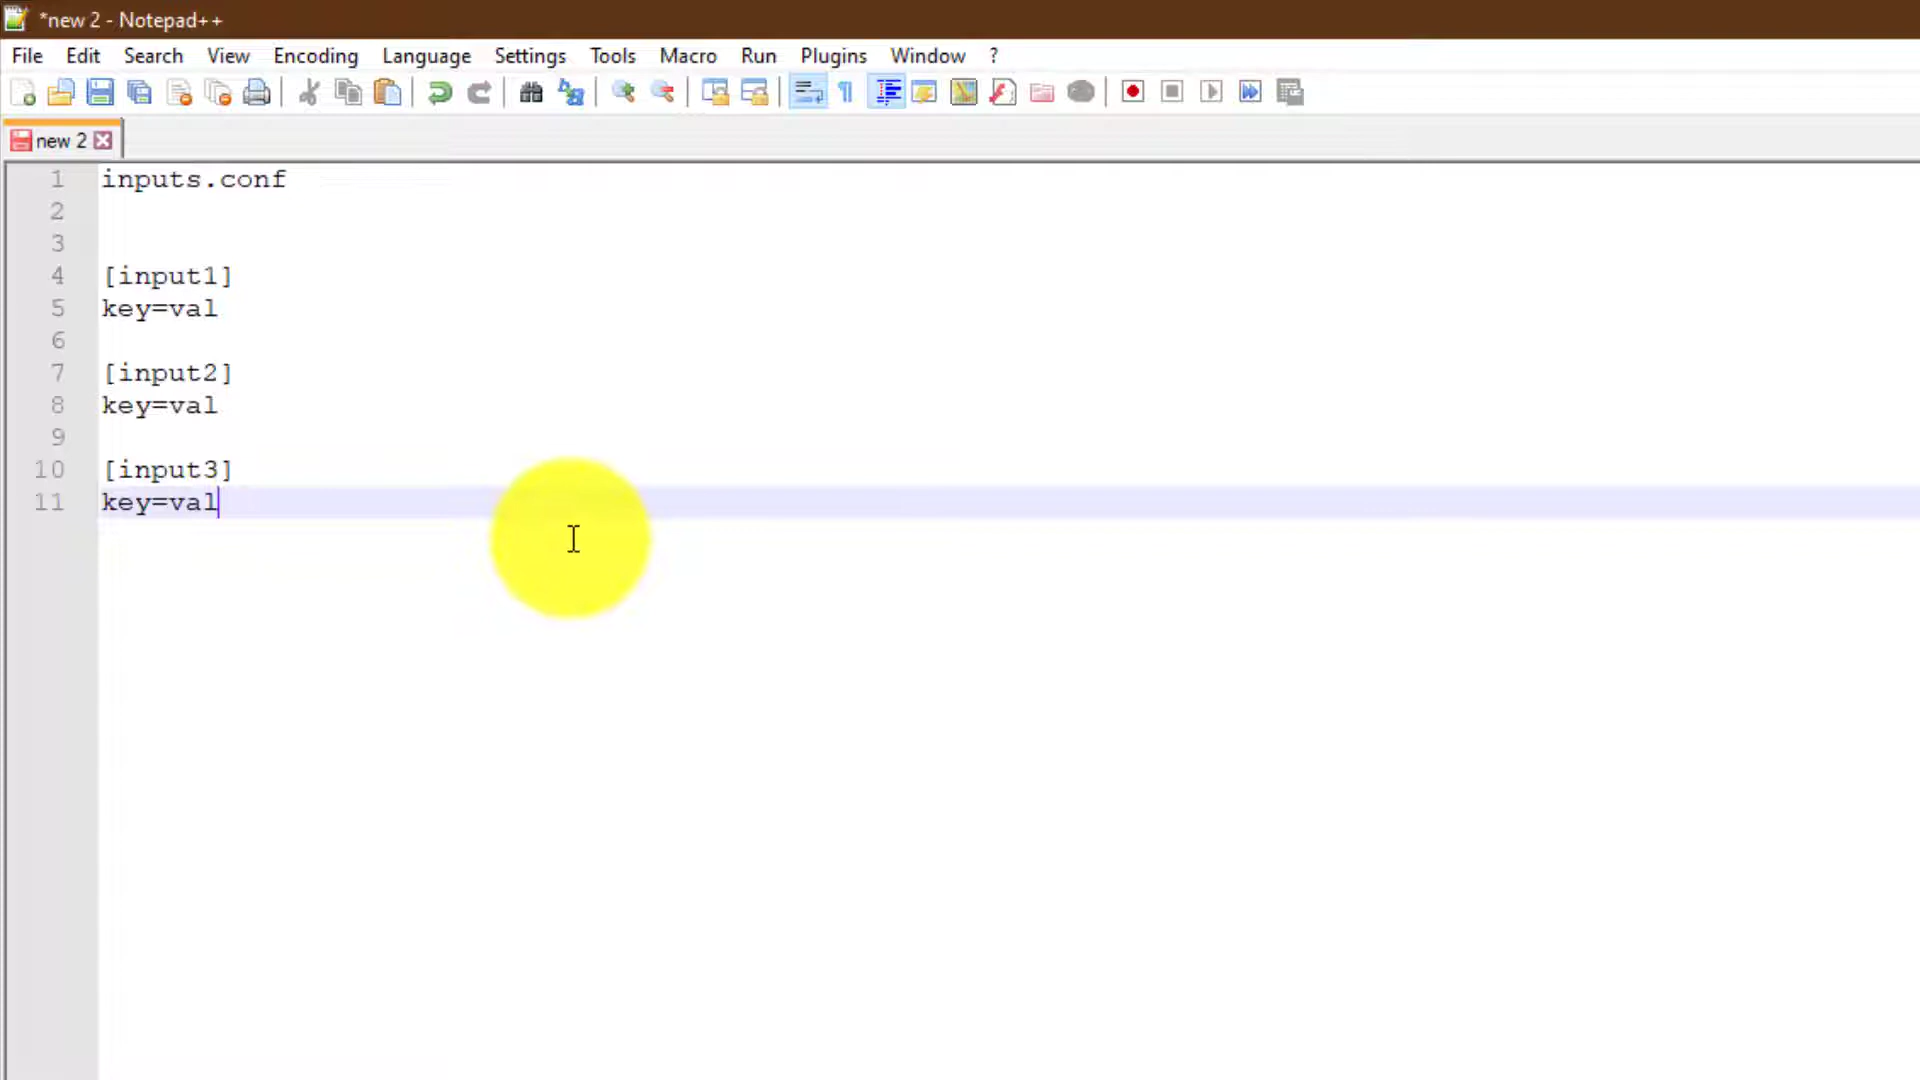 *new 2 - Notepad++
File Edit Search View Encoding Language Settings Tools Macro Run Plugins Window ?
new 2
1 inputs.conf
2
3
4 [input1]
5 key=val
6
7 [input2]
8 key=val
9
10 [input3]
11 key=val